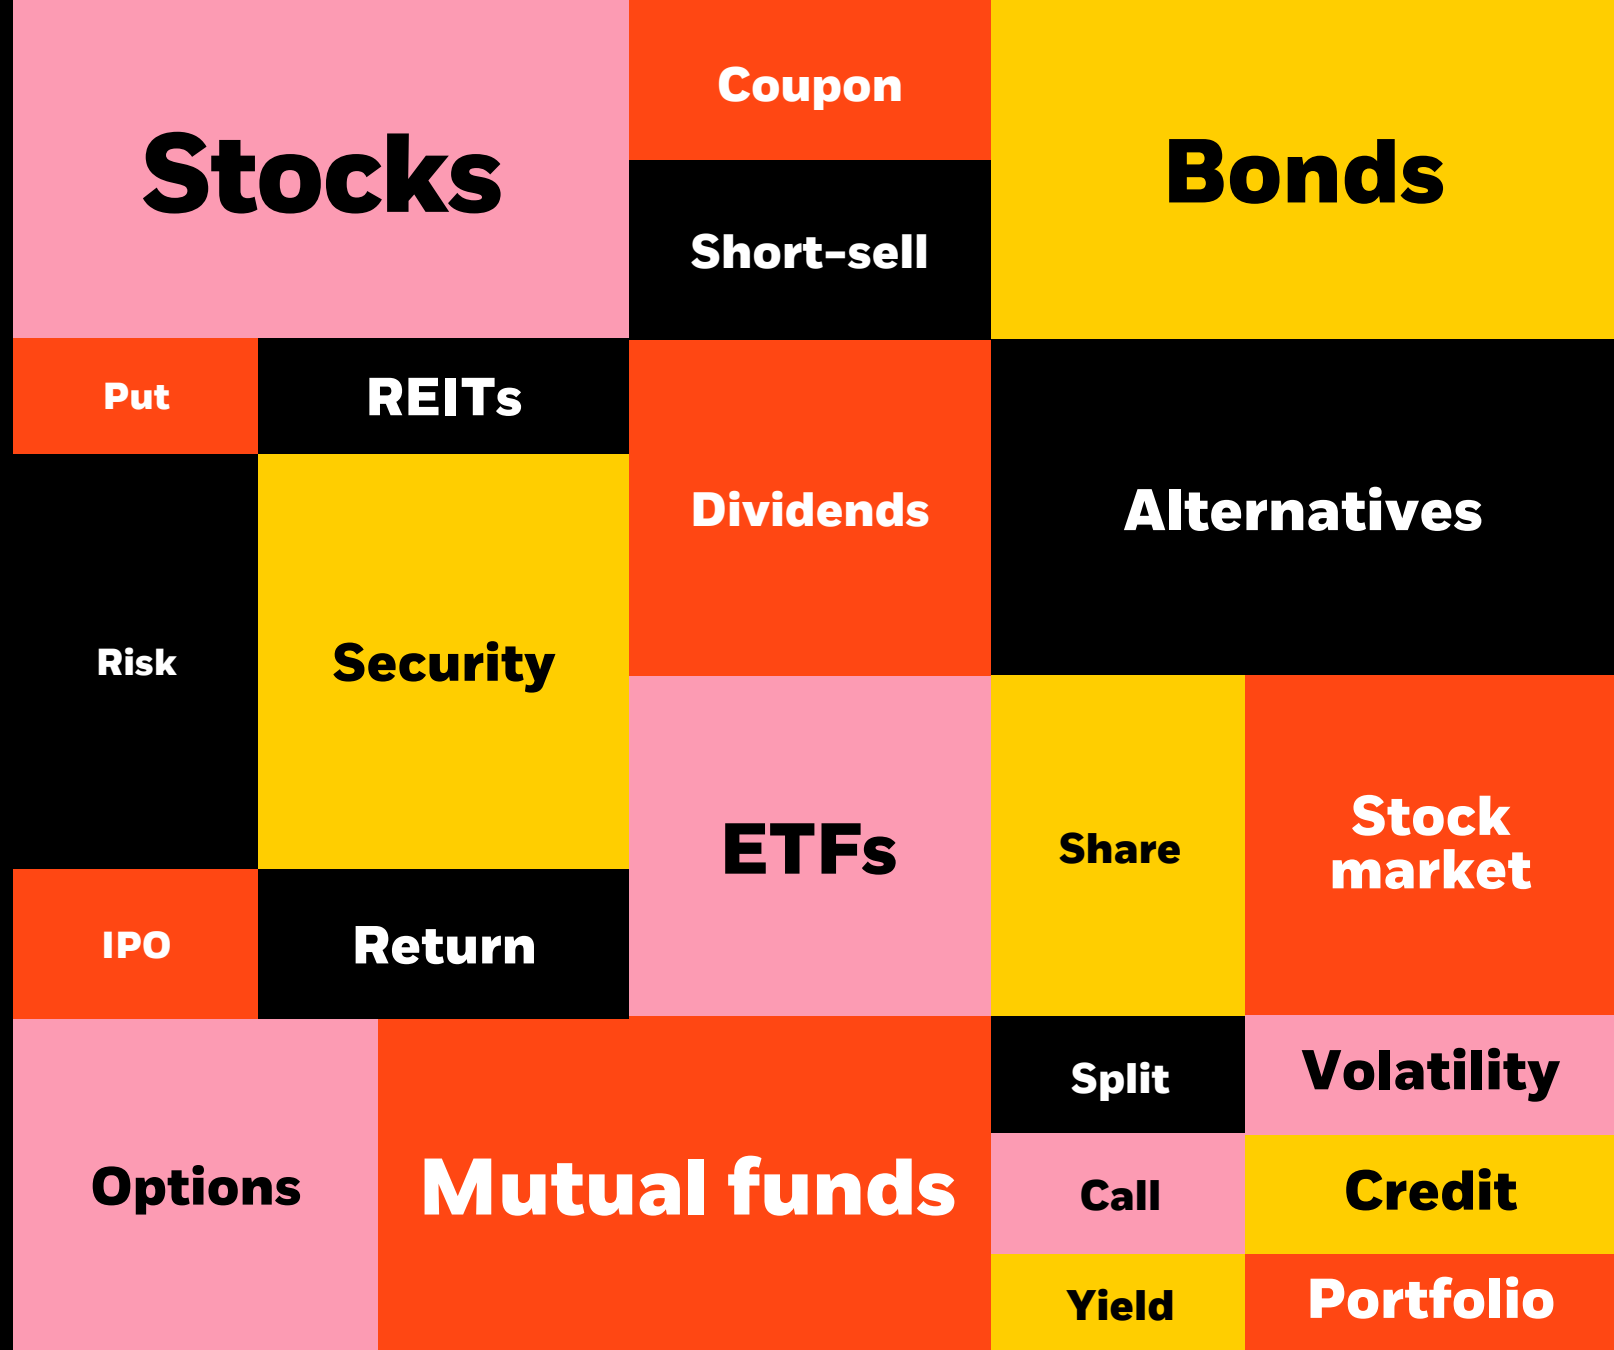 Stocks
Coupon
Short-sell
Bonds
Put
REITs
Dividends
Alternatives
Risk
Security
ETFs
Share
Stock
market
IPO
Return
Options
Mutual funds
Split
Volatility
Call
Credit
Yield
Portfolio